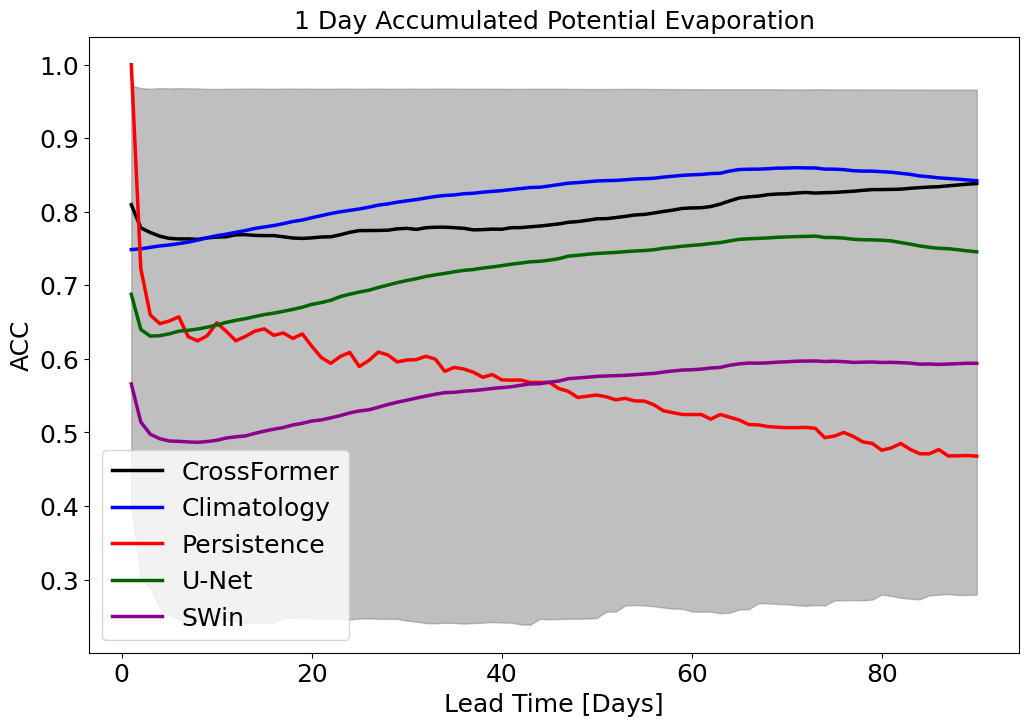 1 Day Accumulated Potential Evaporation
ACC
1.0
0.9
0.8
0.7
0.6
0.5
0.4
0.3
CrossFormer
Climatology
Persistence
U-Net
SWin
0 20 40 60 80
Lead Time [Days]